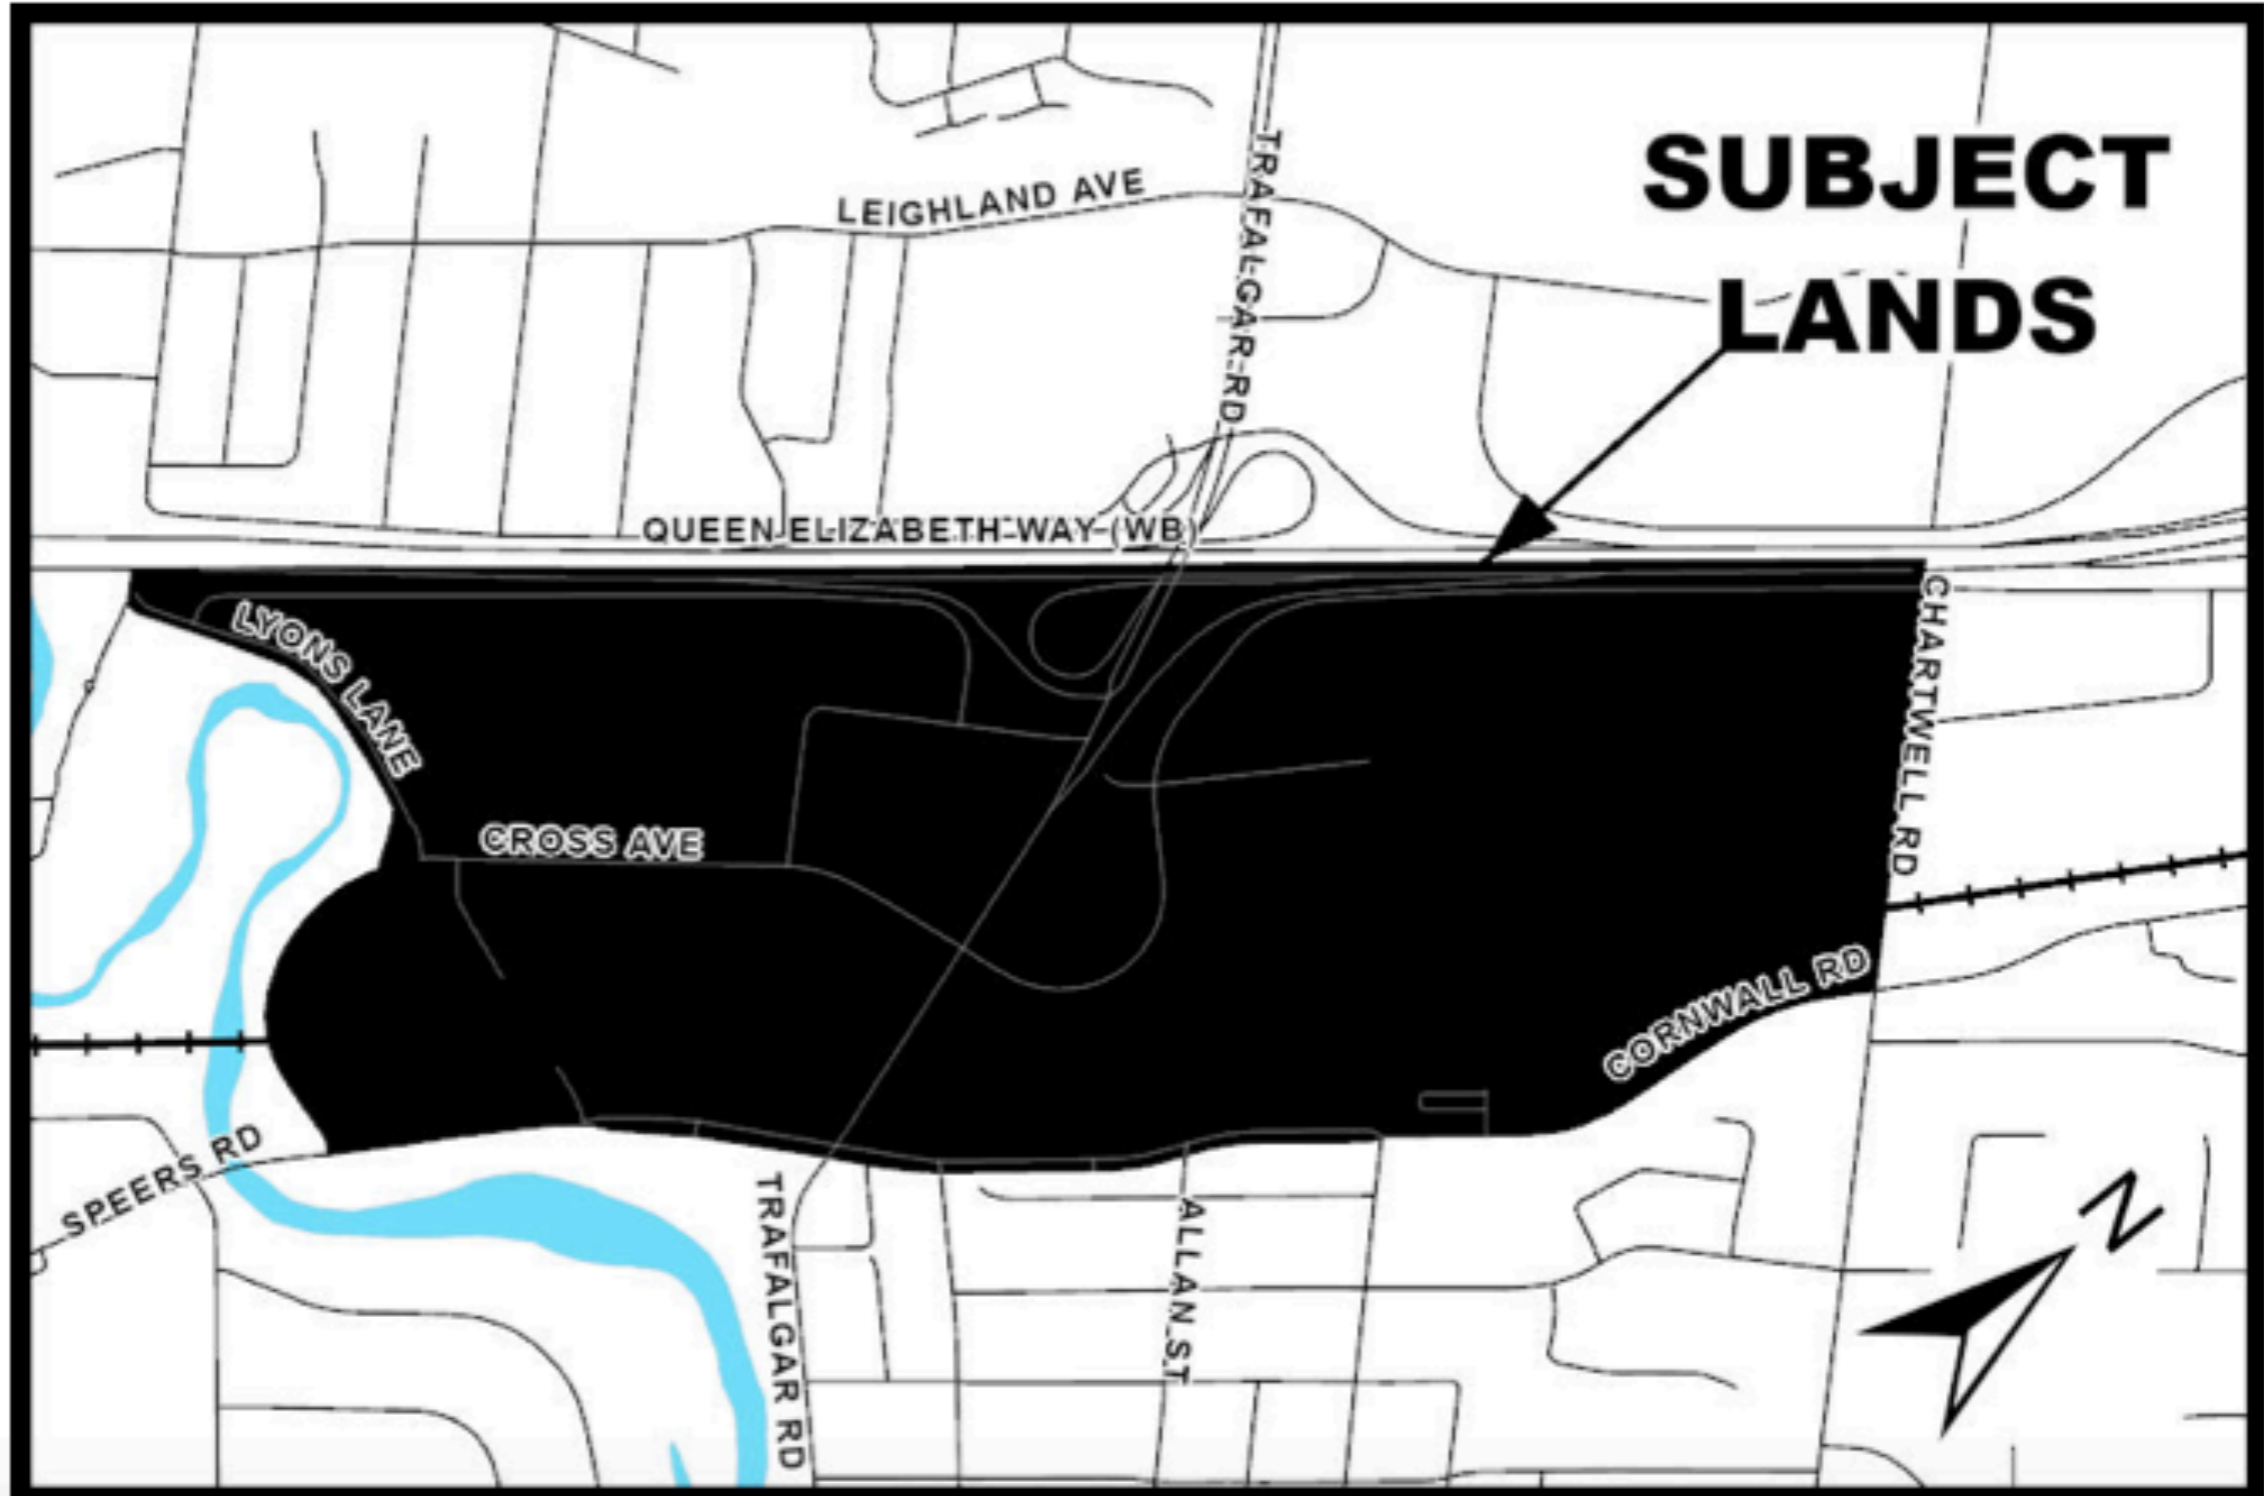 SUBJECT
LANDS
LEIGHLAND AVE
TRAFALGAR RD
QUEEN ELIZABETH WAY (WB)
LYONS LANE
CHARTWELL RD
CROSS AVE
CORNWALL RD
SPEERS RD
TRAFALGAR RD
ALLAN ST
N